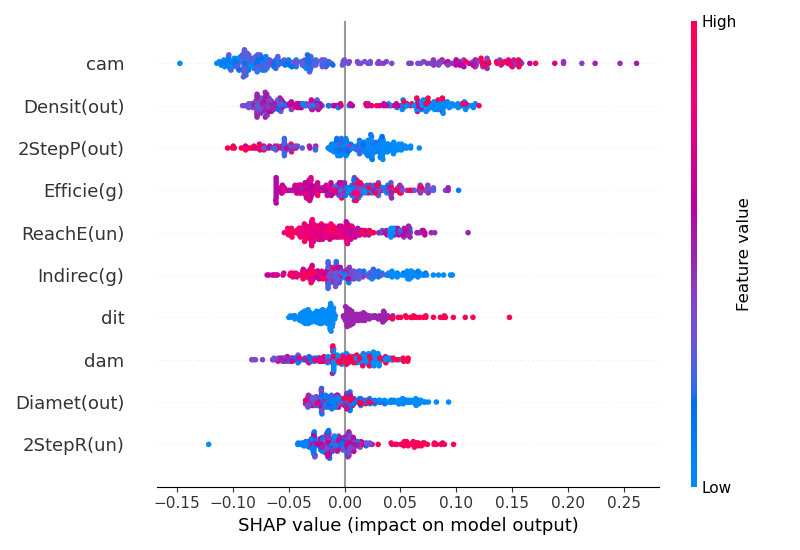 High
cam
Densit(out)
2StepP(out)
Efficie(g)
ReachE(un)
Indirec(g)
dit
dam
Diamet(out)
2StepR(un)
Feature value
Low
−0.15 −0.10 −0.05 0.00 0.05 0.10 0.15 0.20 0.25
SHAP value (impact on model output)